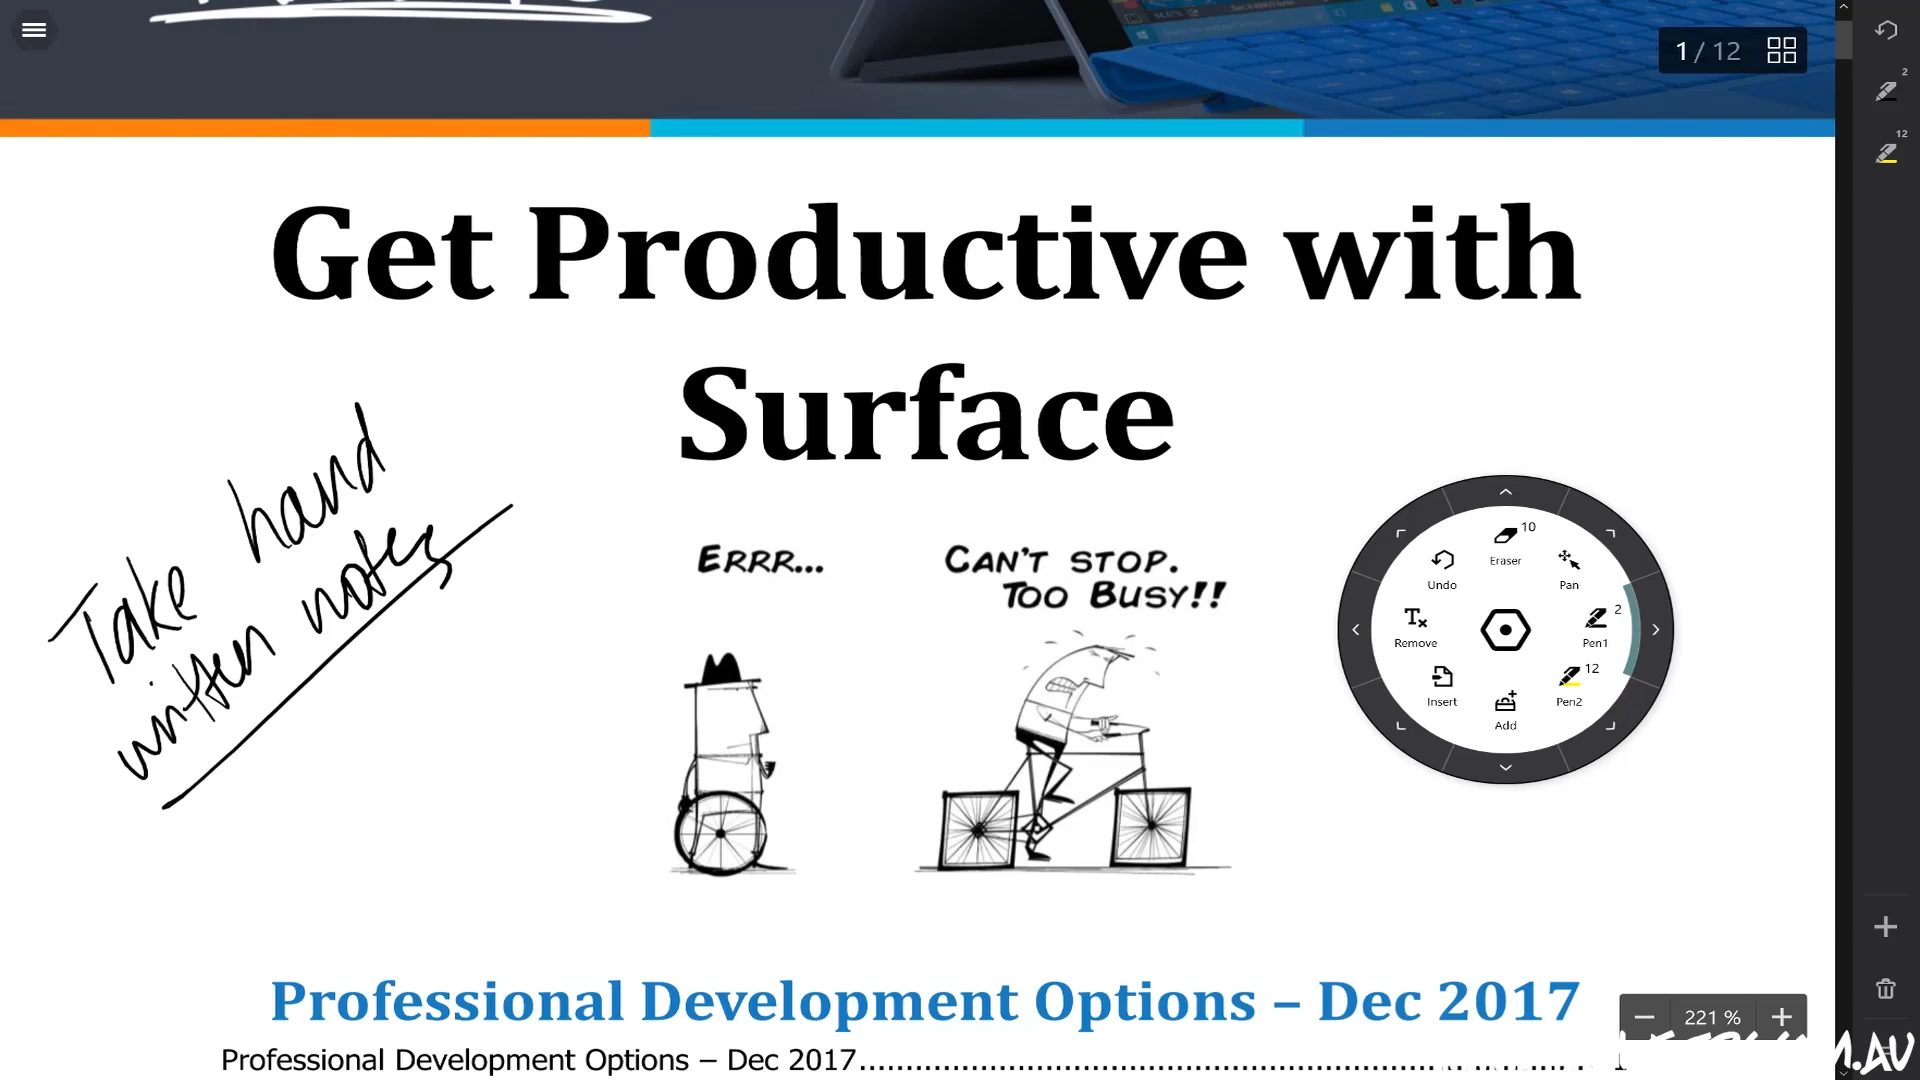 1 / 12
2
12
Get Productive with
Surface
Take hand
written notes
ERRR...
CAN'T STOP.
TOO BUSY!!
10
Eraser
Undo
Pan
Remove
2
Pen1
Insert
12
Pen2
Add
Professional Development Options – Dec 2017
221 %
Professional Development Options – Dec 2017